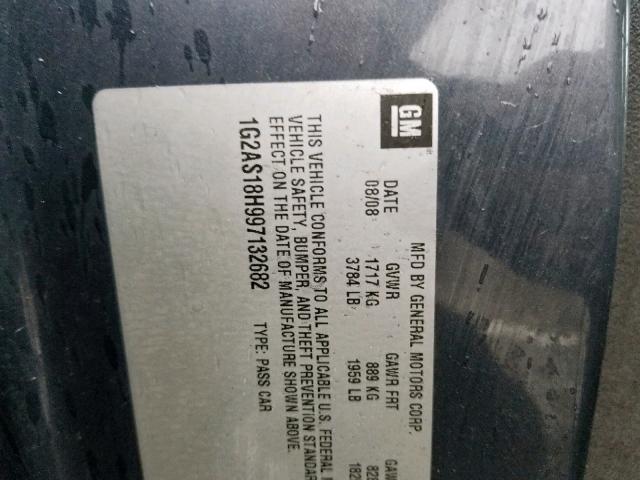 GM
MFD BY GENERAL MOTORS CORP
DATE GVWR GAWR FRT
08/08 1717 KG 889 KG
3784 LB 1959 LB
THIS VEHICLE CONFORMS TO ALL APPLICABLE U.S. FEDERAL
VEHICLE SAFETY, BUMPER, AND THEFT PREVENTION
EFFECT ON THE DATE OF MANUFACTURE SHOWN ABOVE.
1G2AS18H997132682 TYPE: PASS CAR